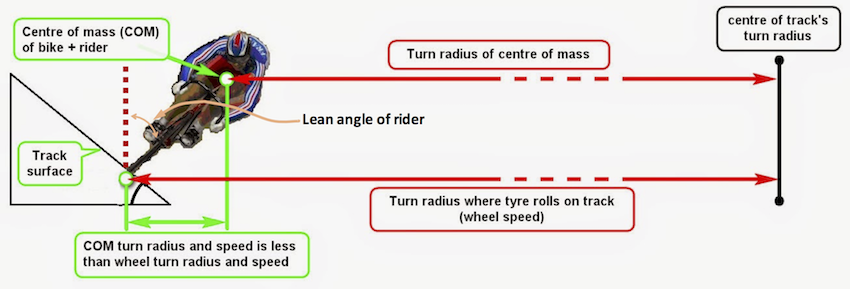 Centre of mass (COM)
of bike + rider
Turn radius of centre of mass
centre of track's
turn radius
Lean angle of rider
Track
surface
Turn radius where tyre rolls on track
(wheel speed)
COM turn radius and speed is less
than wheel turn radius and speed